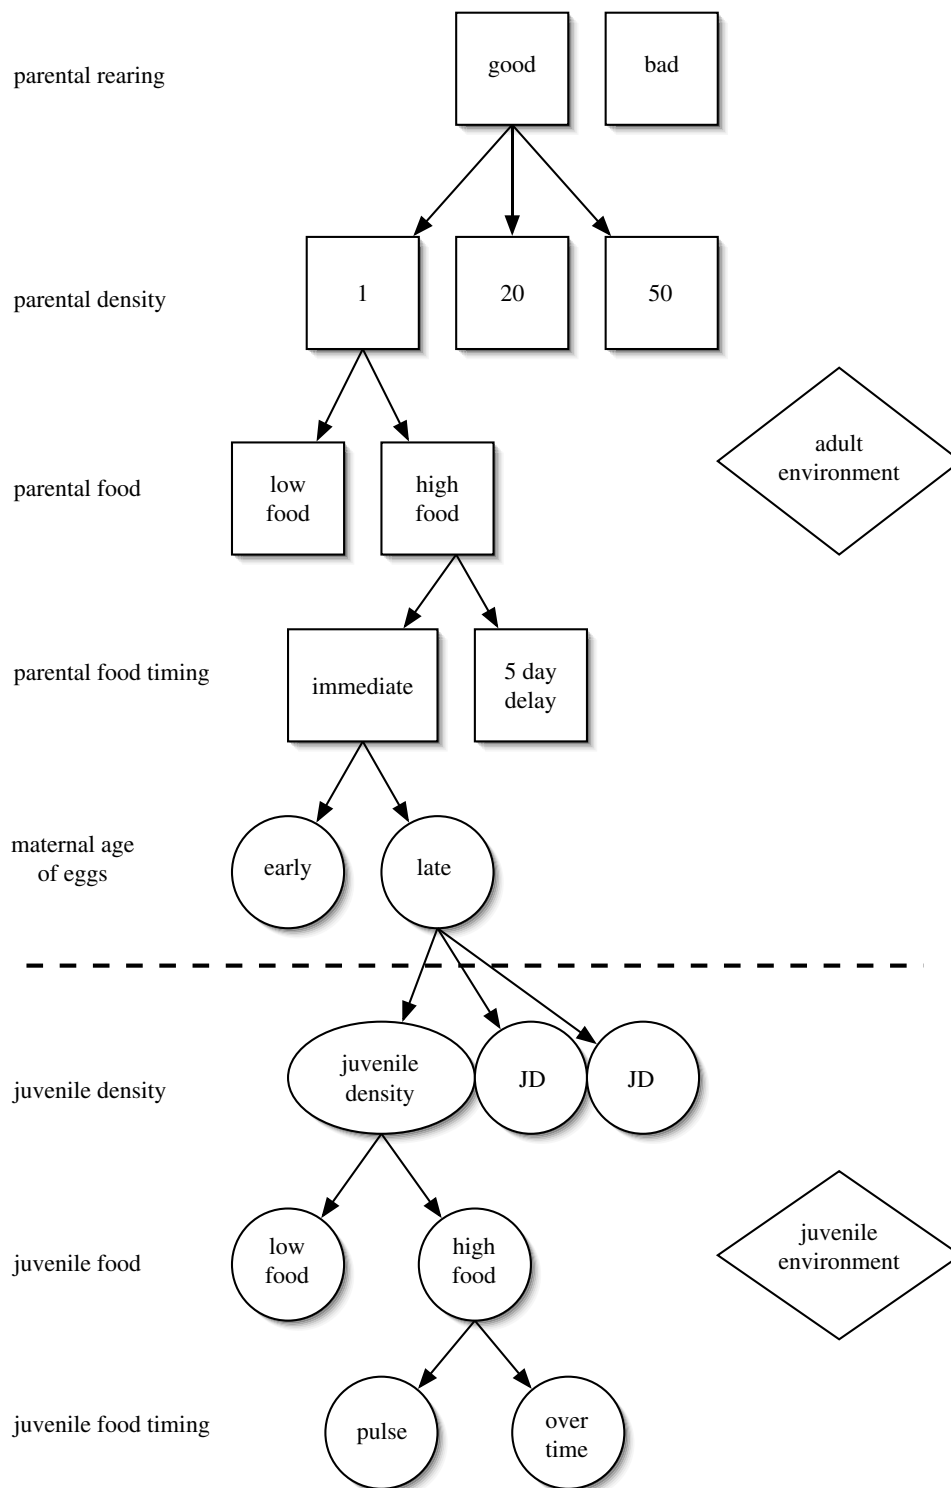 parental rearing
good
bad
parental density
1
20
50
parental food
low
food
high
food
adult
environment
parental food timing
immediate
5 day
delay
maternal age
of eggs
early
late
juvenile density
juvenile
density
JD
JD
juvenile food
low
food
high
food
juvenile
environment
juvenile food timing
pulse
over
time